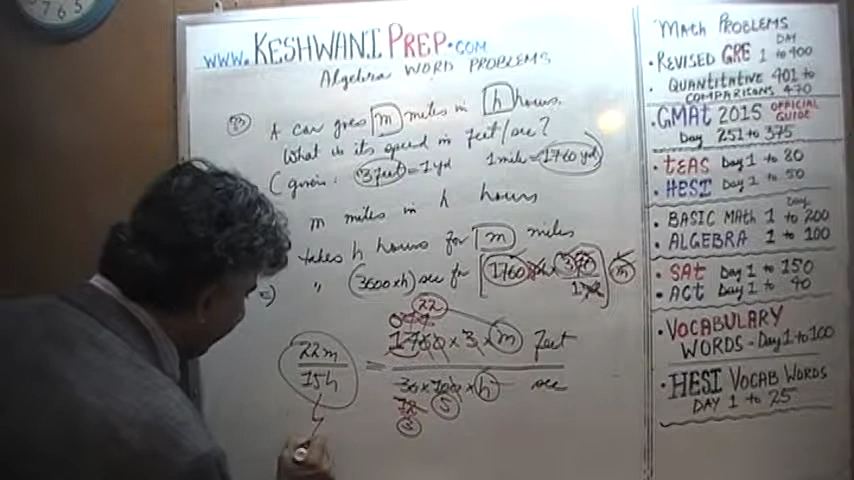 www.KESHWANI PREP.COM
Algebra WORD PROBLEMS
A car goes m miles in h hours.
What is its speed in feet/sec?
(given: 3 feet = 1 yd 1 mile = 1760 yd)
m miles in h hours
takes h hours for m miles
=> " (3600×h) sec for
22
1760 × 3 × m feet
36 × 100 × h sec
22m
15h
=
5
MATH PROBLEMS
DAY
• REVISED GRE 1 to 400
• QUANTITATIVE 401 to
COMPARISONS 470
• GMAt 2015 OFFICIAL
GUIDE
Day 251 to 375
• tEAS Day 1 to 80
• HESI Day 1 to 50
Day
• BASIC MATH 1 to 200
• ALGEBRA 1 to 100
• SAt Day 1 to 150
• ACt Day 1 to 90
• VOCABULARY
WORDS - Day 1 to 100
• HESI VOCAB WORDS
DAY 1 to 25
7 6 5